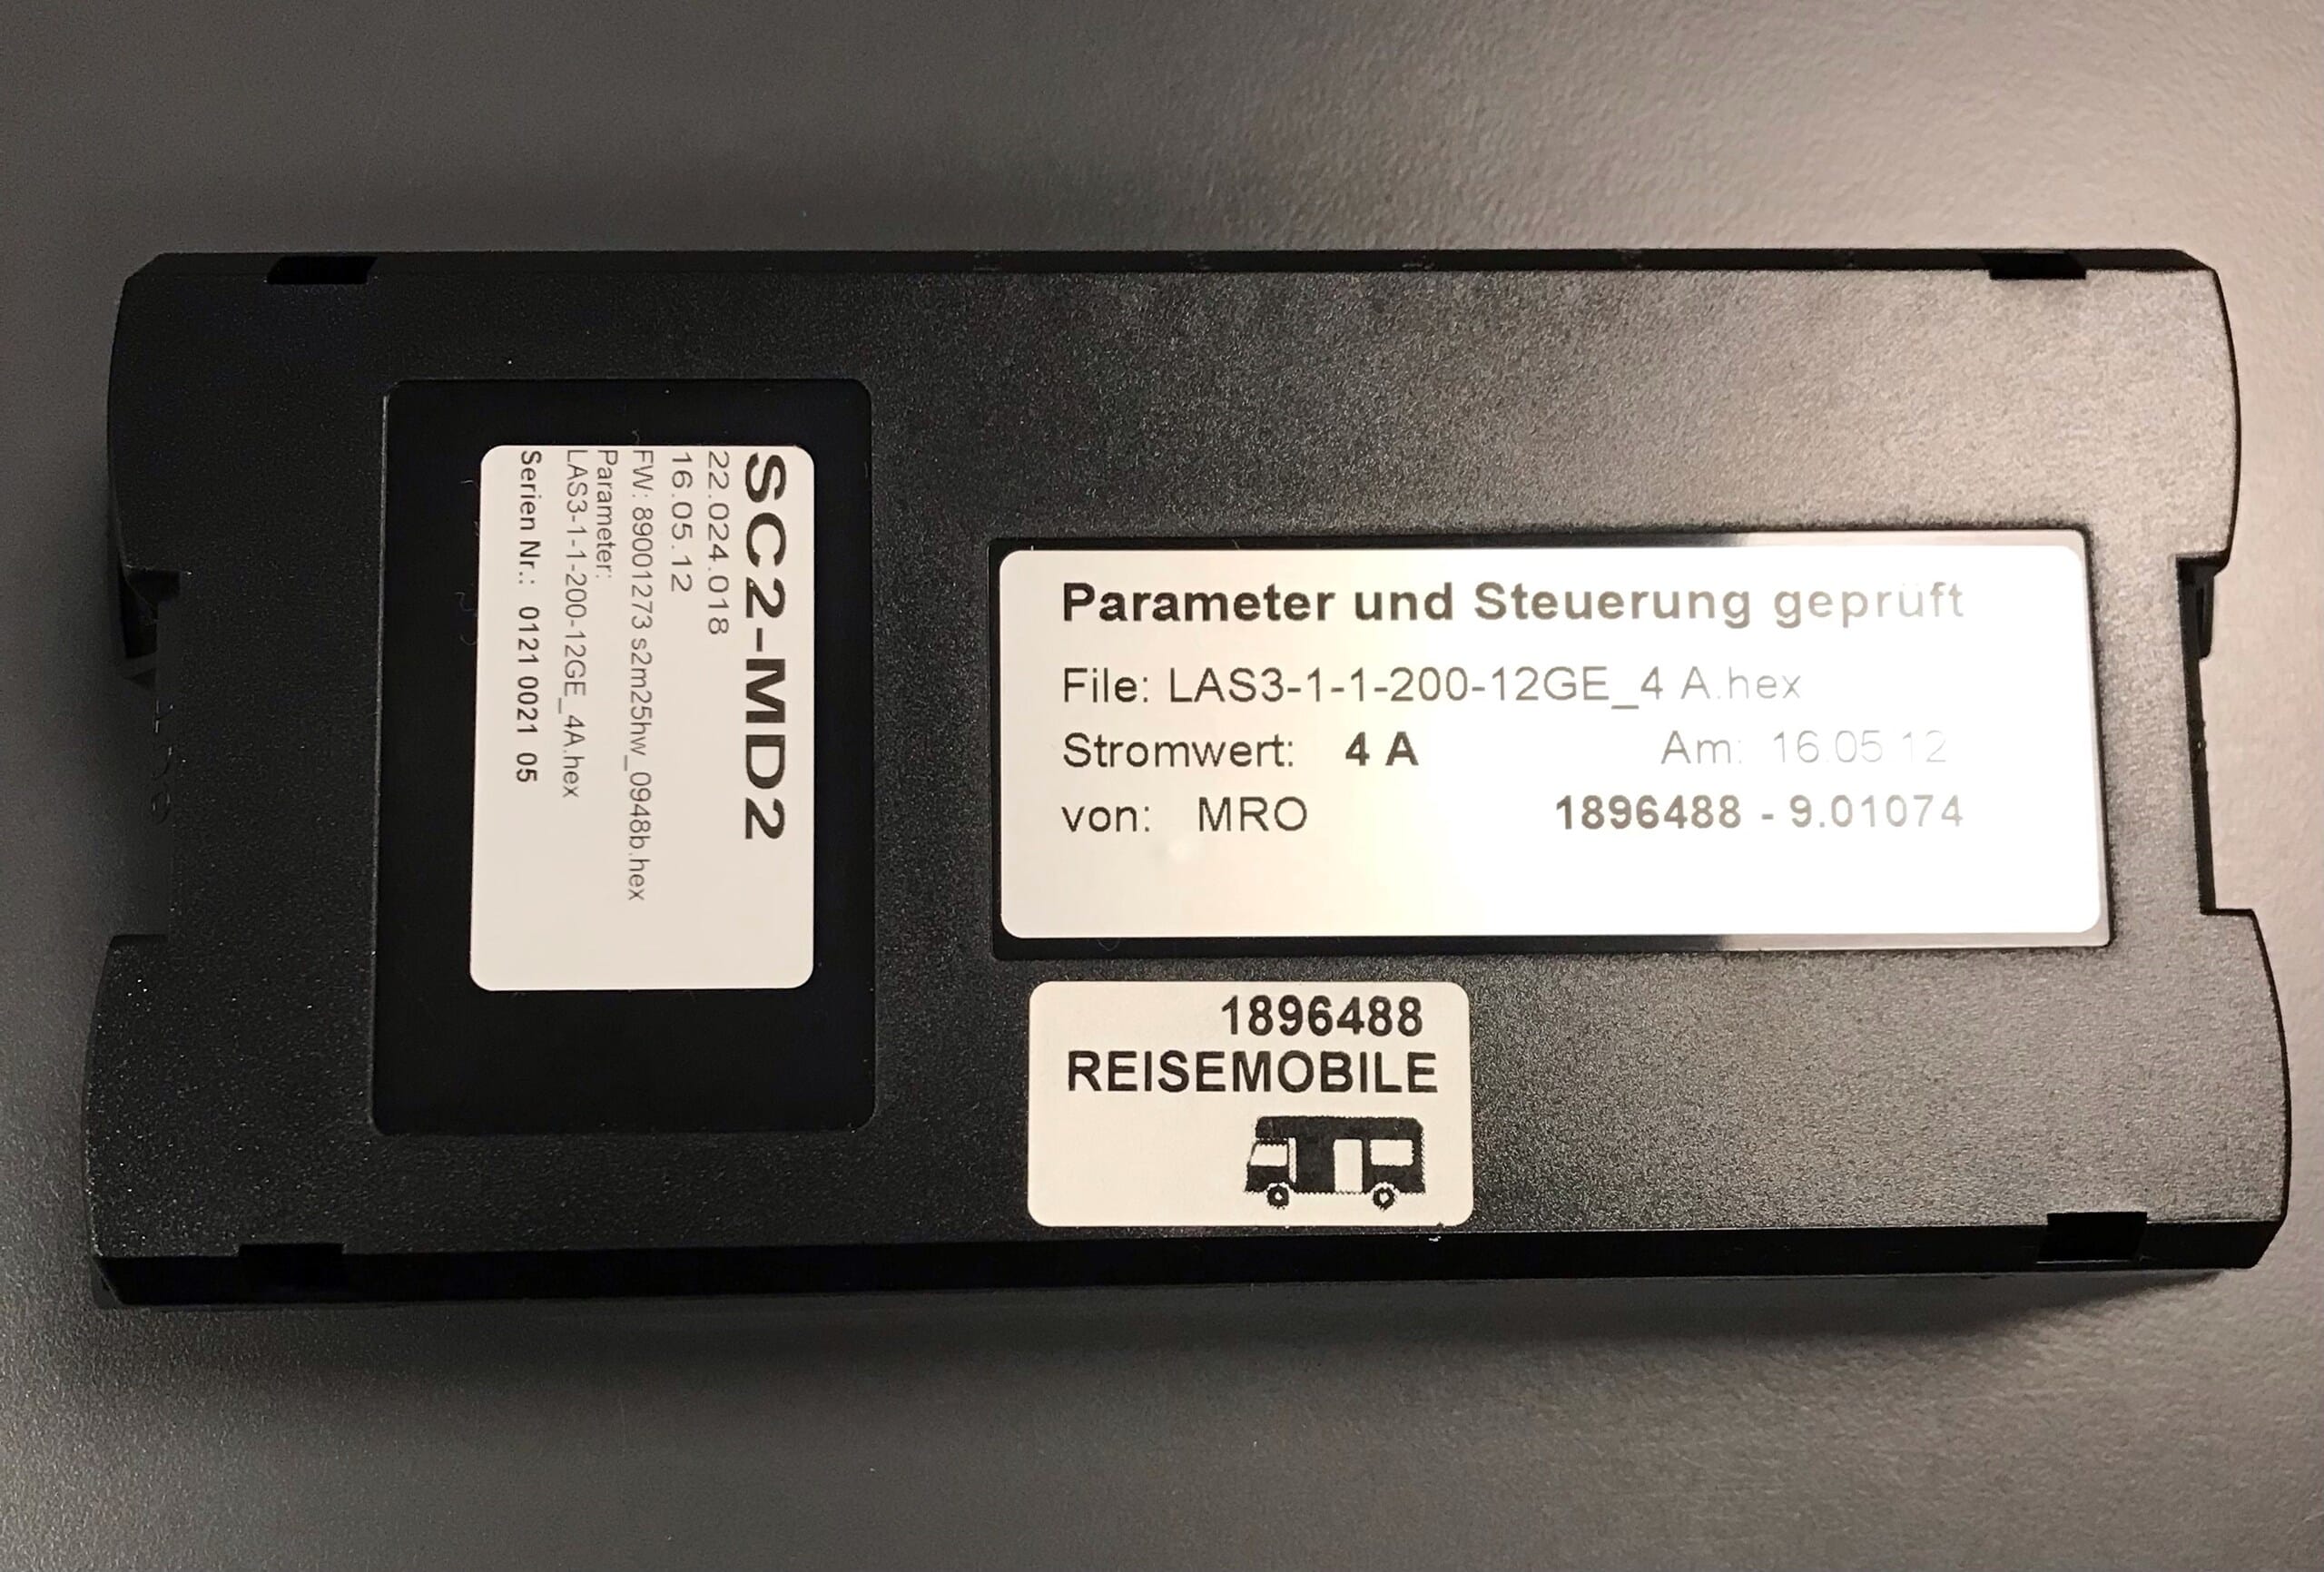 SC2-MD2
22.024.018
16.05.12
FW: 89001273 s2m25hw_0948b.hex
Parameter:
LAS3-1-1-200-12GE_4A.hex
Serien Nr.: 0121 0021 05
Parameter und Steuerung geprüft
File: LAS3-1-1-200-12GE_4 A.hex
Stromwert: 4 A Am: 16.05.12
von: MRO 1896488 - 9.01074
1896488
REISEMOBILE